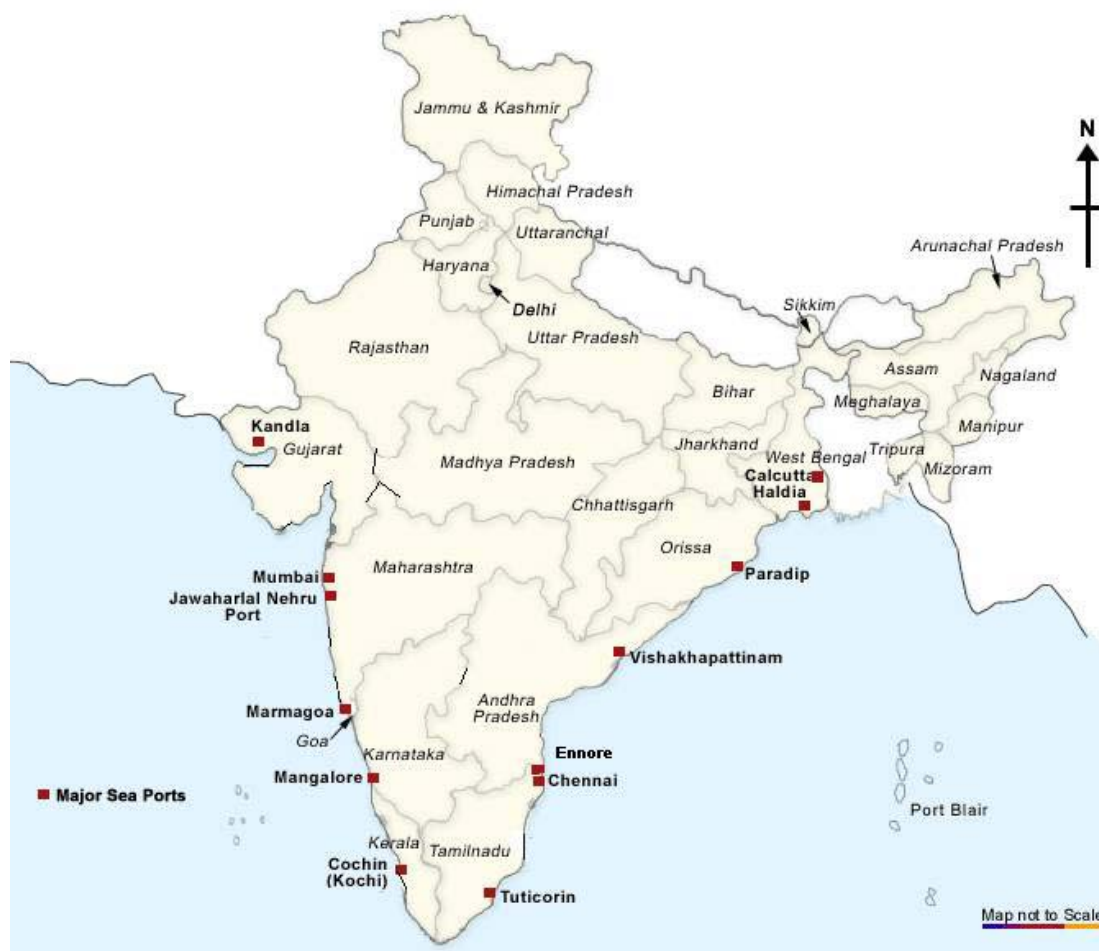 Jammu & Kashmir
N
Himachal Pradesh
Punjab
Uttaranchal
Arunachal Pradesh
Haryana
Sikkim
Delhi
Uttar Pradesh
Rajasthan
Assam
Nagaland
Bihar
Meghalaya
Kandla
Manipur
Gujarat
Jharkhand
West Bengal
Tripura
Madhya Pradesh
Mizoram
Calcutta
Haldia
Chhattisgarh
Orissa
Maharashtra
Paradip
Mumbai
Jawaharlal Nehru
Port
Vishakhapattinam
Andhra
Pradesh
Marmagoa
Goa
Karnataka
Ennore
Mangalore
Chennai
Major Sea Ports
Port Blair
Kerala
Tamilnadu
Cochin
(Kochi)
Tuticorin
Map not to Scale